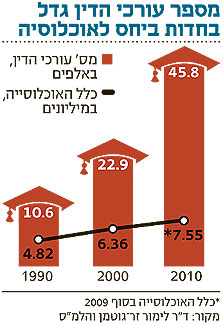 מספר עורכי הדין גדל
בחדות ביחס לאוכלוסיה
מס' עורכי הדין,
באלפים
כלל האוכלוסייה,
במיליונים
45.8
22.9
10.6
4.82
6.36
*7.55
1990
2000
2010
*כלל האוכלוסייה בסוף 2009
מקור: ד"ר לימור זר־גוטמן והלמ"ס